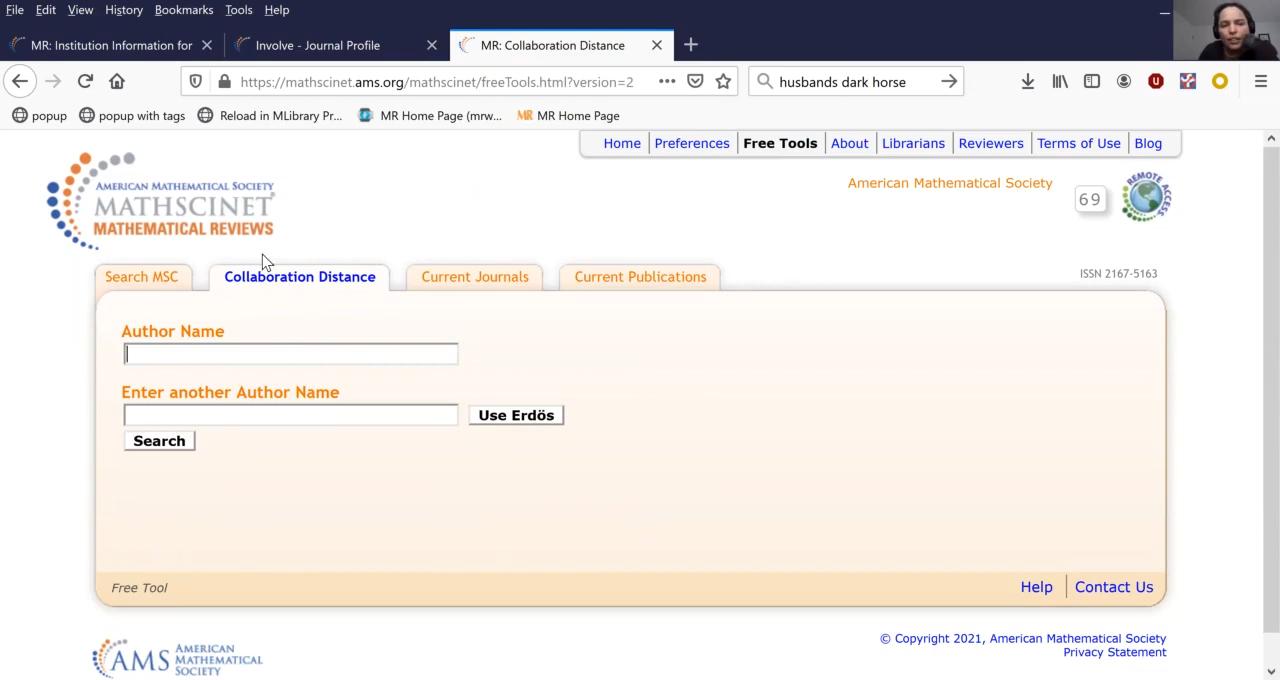 File Edit View History Bookmarks Tools Help
MR: Institution Information for
Involve - Journal Profile
MR: Collaboration Distance
https://mathscinet.ams.org/mathscinet/freeTools.html?version=2
husbands dark horse
popup
popup with tags
Reload in MLibrary Pr...
MR Home Page (mrw...
MR MR Home Page
Home Preferences Free Tools About Librarians Reviewers Terms of Use Blog
AMERICAN MATHEMATICAL SOCIETY
MATHSCINET
MATHEMATICAL REVIEWS
American Mathematical Society
69
REMOTE ACCESS
Search MSC
Collaboration Distance
Current Journals
Current Publications
ISSN 2167-5163
Author Name
Enter another Author Name
Use Erdös
Search
Free Tool
Help
Contact Us
© Copyright 2021, American Mathematical Society
Privacy Statement
AMS AMERICAN
MATHEMATICAL
SOCIETY